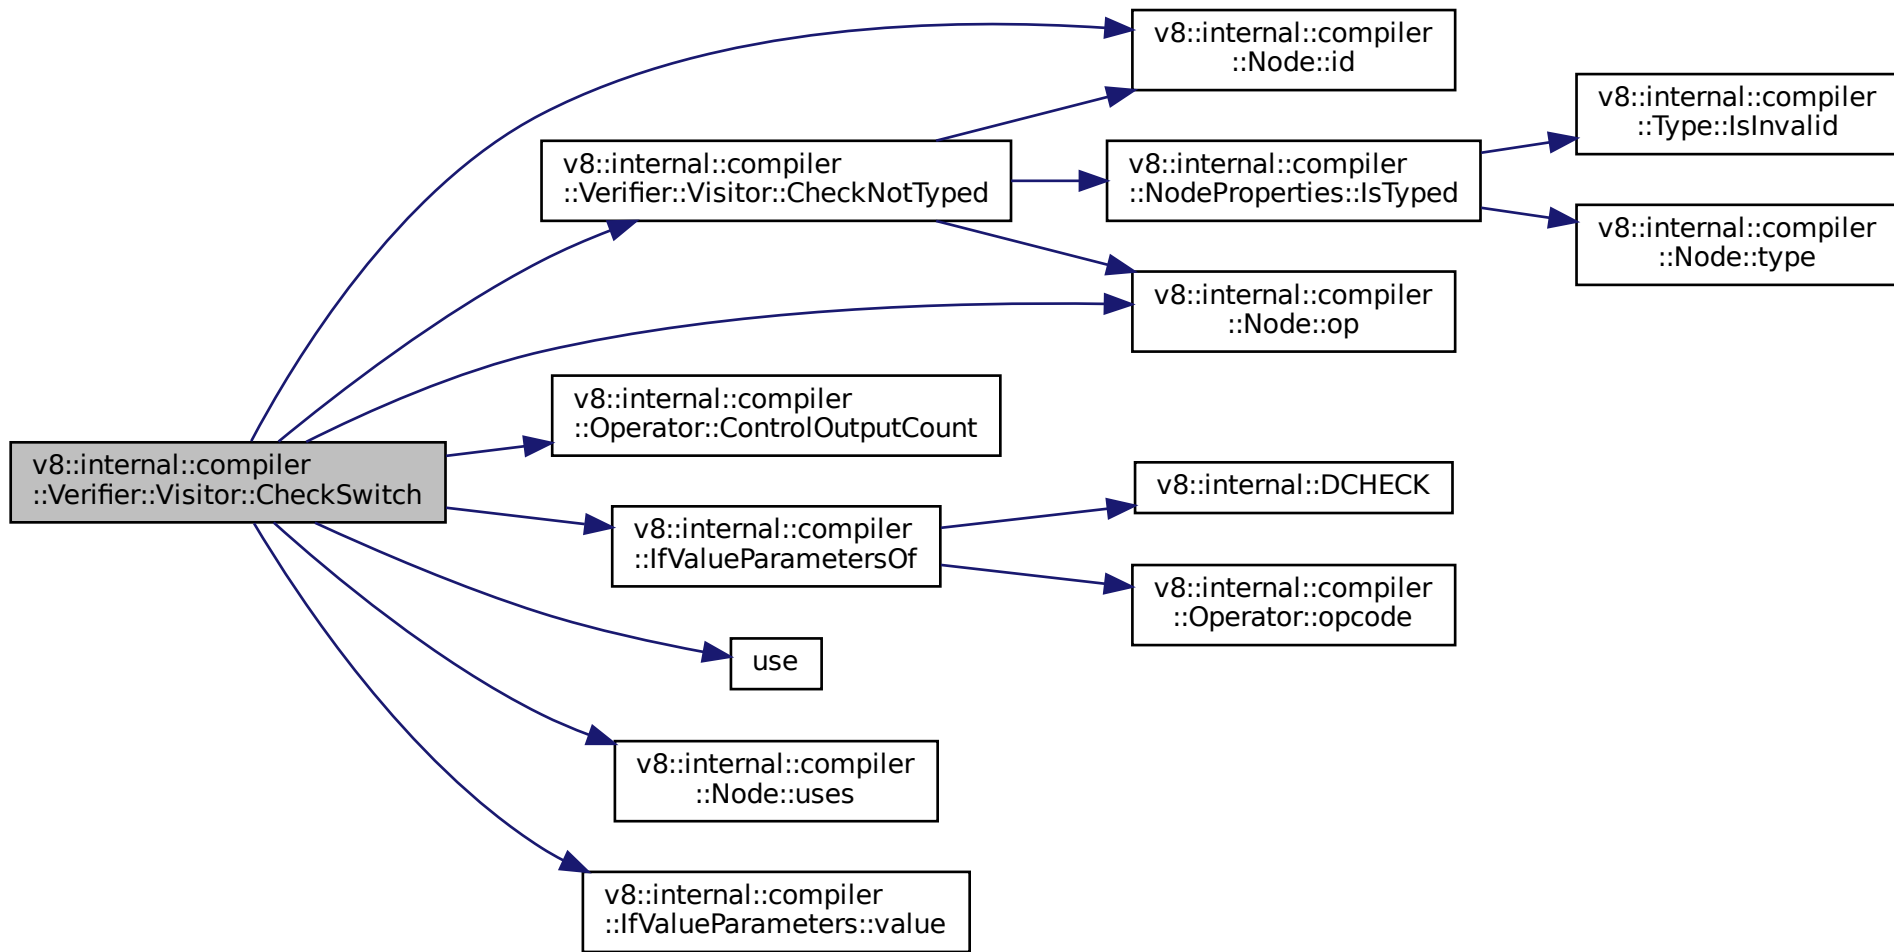 v8::internal::compiler
::Verifier::Visitor::CheckSwitch
v8::internal::compiler
::Node::id
v8::internal::compiler
::Verifier::Visitor::CheckNotTyped
v8::internal::compiler
::NodeProperties::IsTyped
v8::internal::compiler
::Type::IsInvalid
v8::internal::compiler
::Node::type
v8::internal::compiler
::Node::op
v8::internal::compiler
::Operator::ControlOutputCount
v8::internal::compiler
::IfValueParametersOf
v8::internal::DCHECK
v8::internal::compiler
::Operator::opcode
use
v8::internal::compiler
::Node::uses
v8::internal::compiler
::IfValueParameters::value